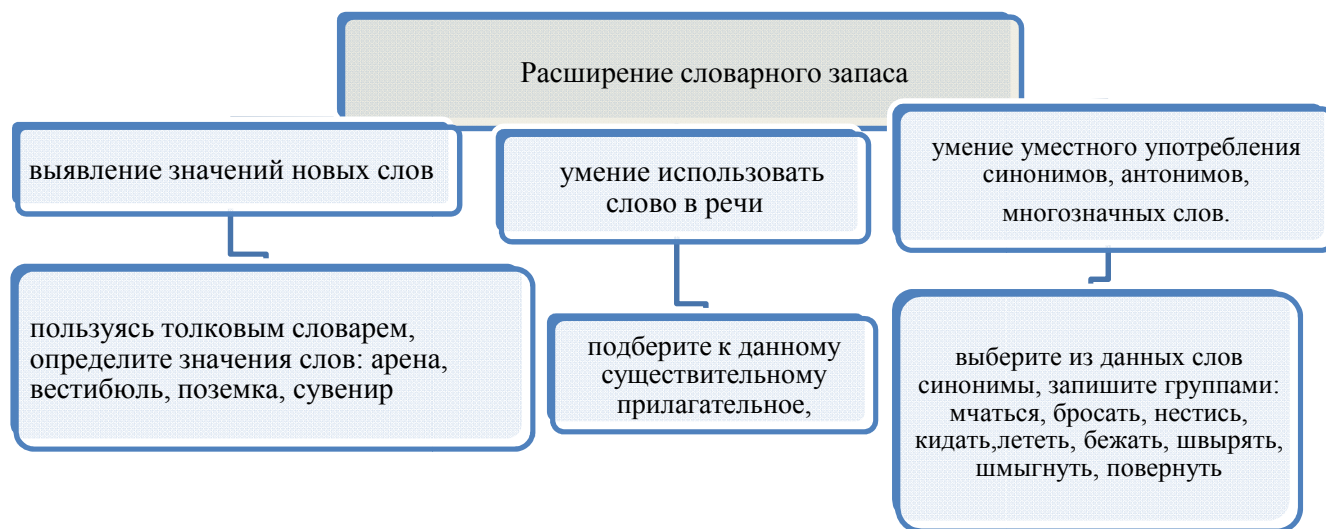 Расширение словарного запаса
выявление значений новых слов
пользуясь толковым словарем,
определите значения слов: арена,
вестибюль, поземка, сувенир
умение использовать
слово в речи
подберите к данному
существительному
прилагательное,
умение уместного употребления
синонимов, антонимов,
многозначных слов.
выберите из данных слов
синонимы, запишите группами:
мчаться, бросать, нестись,
кидать,лететь, бежать, швырять,
шмыгнуть, повернуть